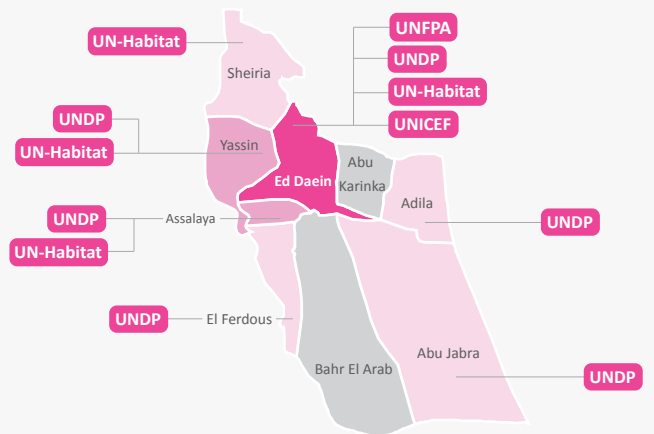 UNFPA
UN-Habitat
UNDP
Sheiria
UN-Habitat
UNDP
UNICEF
Yassin
UN-Habitat
Abu
Karinka
Ed Daein
Adila
UNDP
Assalaya
UNDP
UN-Habitat
UNDP
El Ferdous
Abu Jabra
Bahr El Arab
UNDP